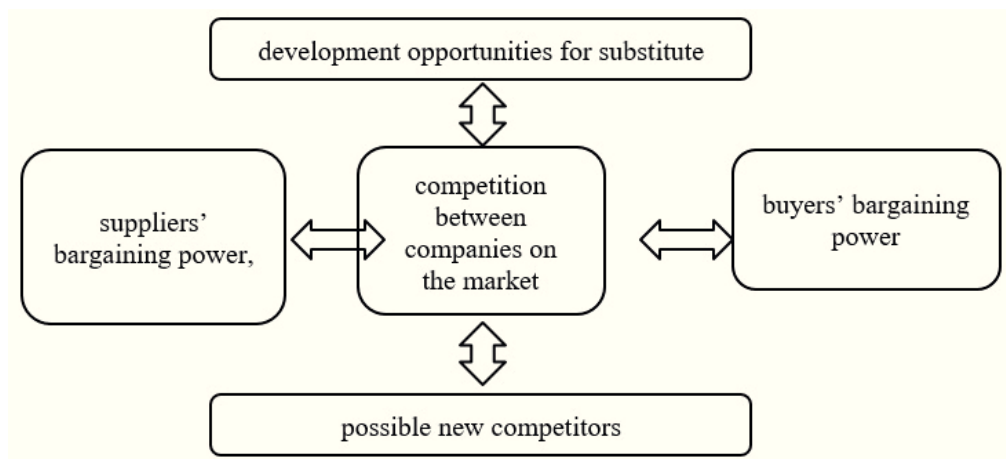 development opportunities for substitute
suppliers’
bargaining power,
competition
between
companies on
the market
buyers’ bargaining
power
possible new competitors